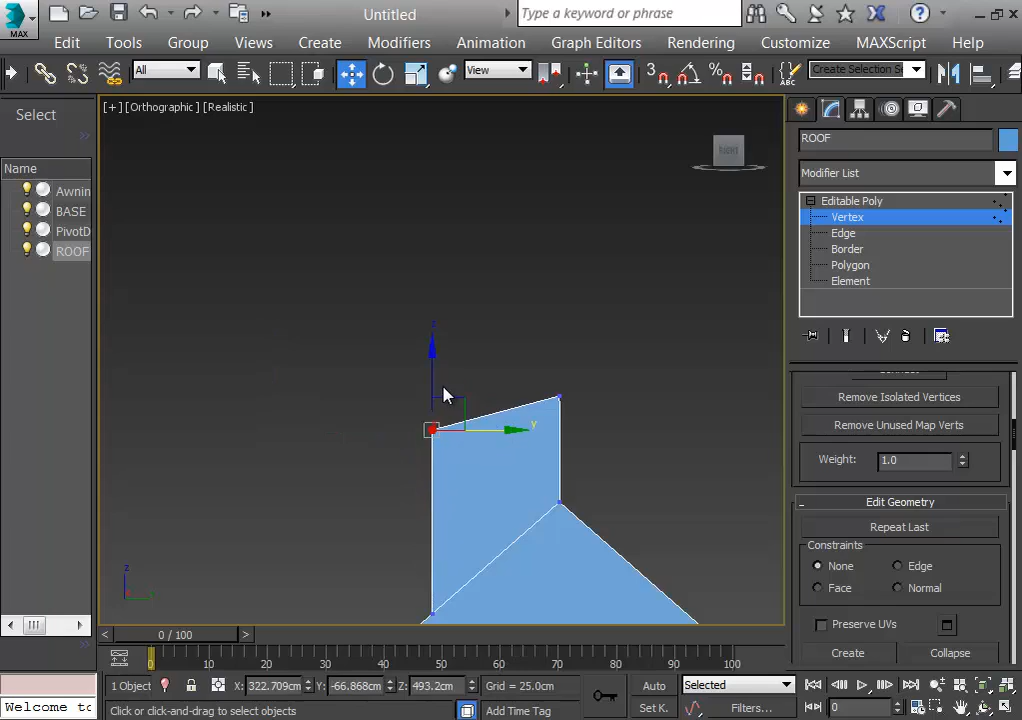 Untitled
Type a keyword or phrase
MAX
Edit Tools Group Views Create Modifiers Animation Graph Editors Rendering Customize MAXScript Help
All
View
Create Selection Se
Select
[+] [Orthographic ] [Realistic ]
RIGHT
ROOF
Name
Modifier List
Awnin
BASE
PivotD
ROOF
Editable Poly
Vertex
Edge
Border
Polygon
Element
z
Y
Connect
Remove Isolated Vertices
Remove Unused Map Verts
Weight: 1.0
Edit Geometry
Repeat Last
Constraints
None Edge
Face Normal
Preserve UVs
Create Collapse
z
0 / 100
0 10 20 30 40 50 60 70 80 90 100
1 Object X: 322.709cm Y: -66.868cm Z: 493.2cm Grid = 25.0cm Auto Selected
Welcome to Click or click-and-drag to select objects Add Time Tag Set K. Filters... 0